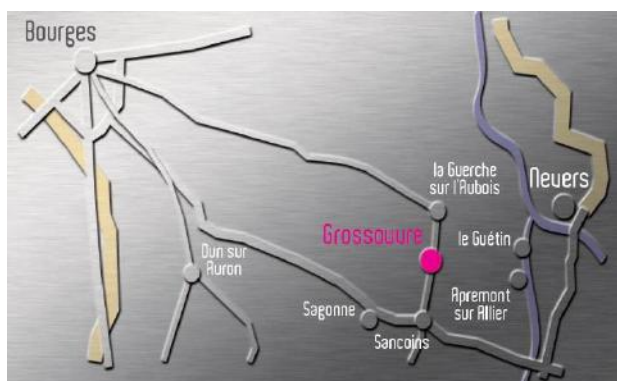 Bourges
la Guerche
sur l'Aubois
Nevers
Grossouvre
le Guétin
Dun sur
Auron
Apremont
sur Allier
Sagonne
Sancoins